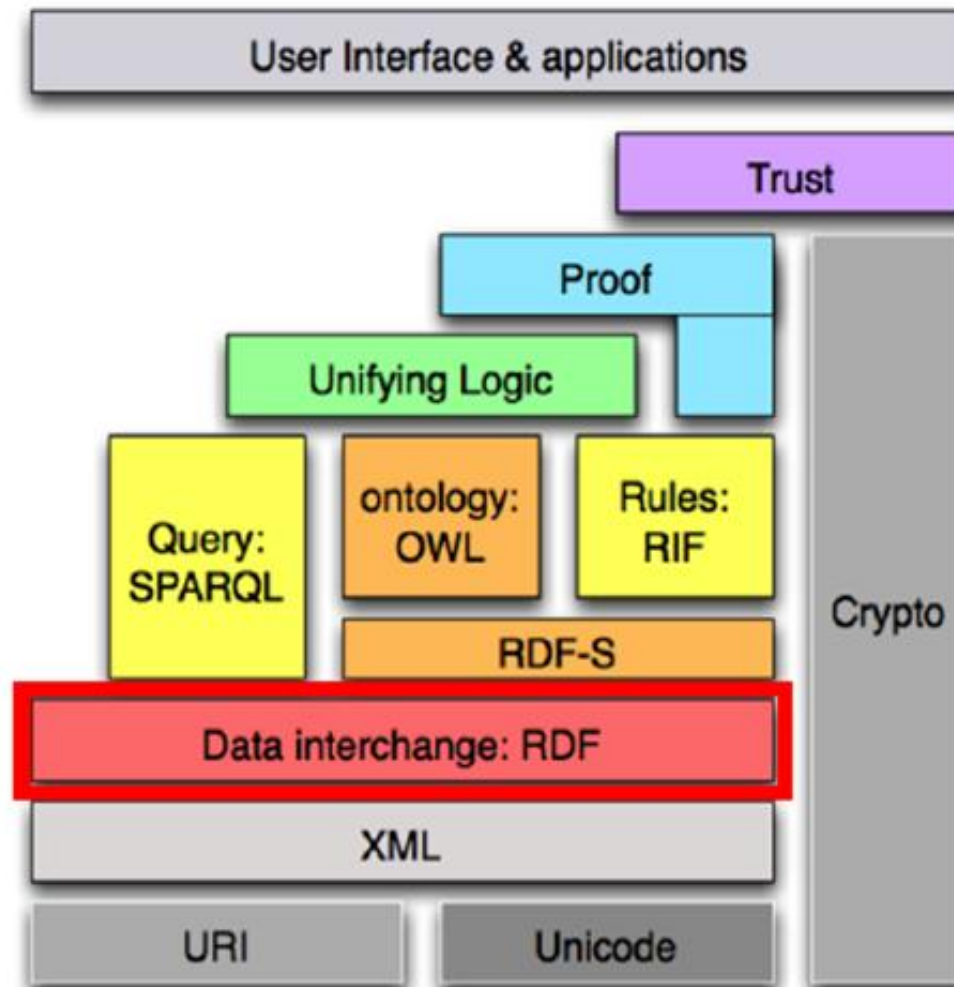 User Interface & applications
Trust
Proof
Unifying Logic
ontology:
OWL
Rules:
RIF
Query:
SPARQL
Crypto
RDF-S
Data interchange: RDF
XML
URI
Unicode